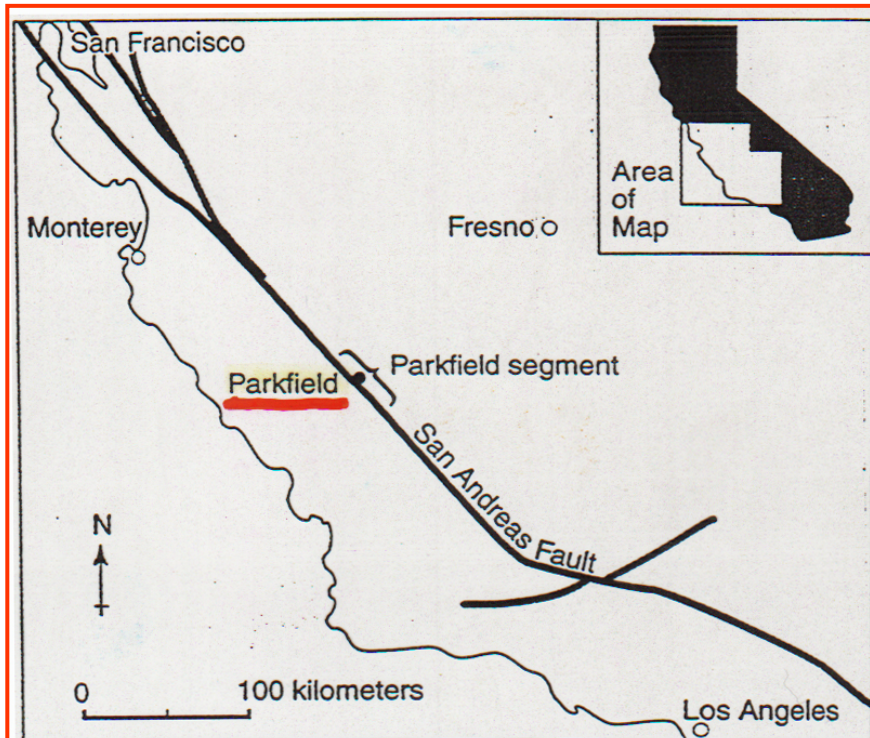 San Francisco
Area
of
Map
Monterey
Fresno
Parkfield segment
Parkfield
San Andreas Fault
N
0 100 kilometers
Los Angeles